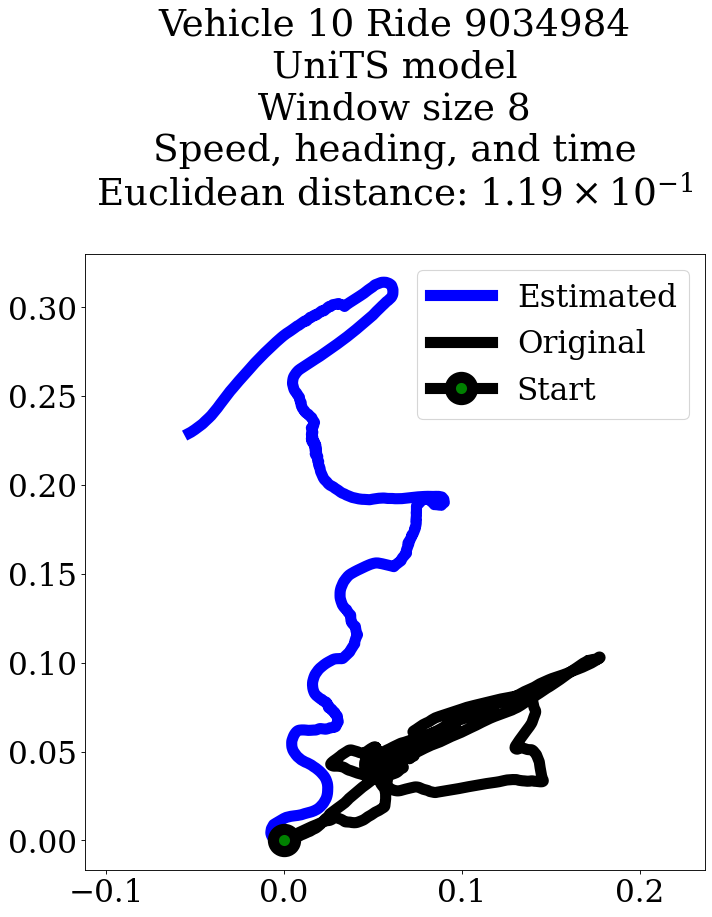 Vehicle 10 Ride 9034984
UniTS model
Window size 8
Speed, heading, and time
Euclidean distance: 1.19 × 10⁻¹
Estimated
Original
Start
0.30
0.25
0.20
0.15
0.10
0.05
0.00
−0.1 0.0 0.1 0.2